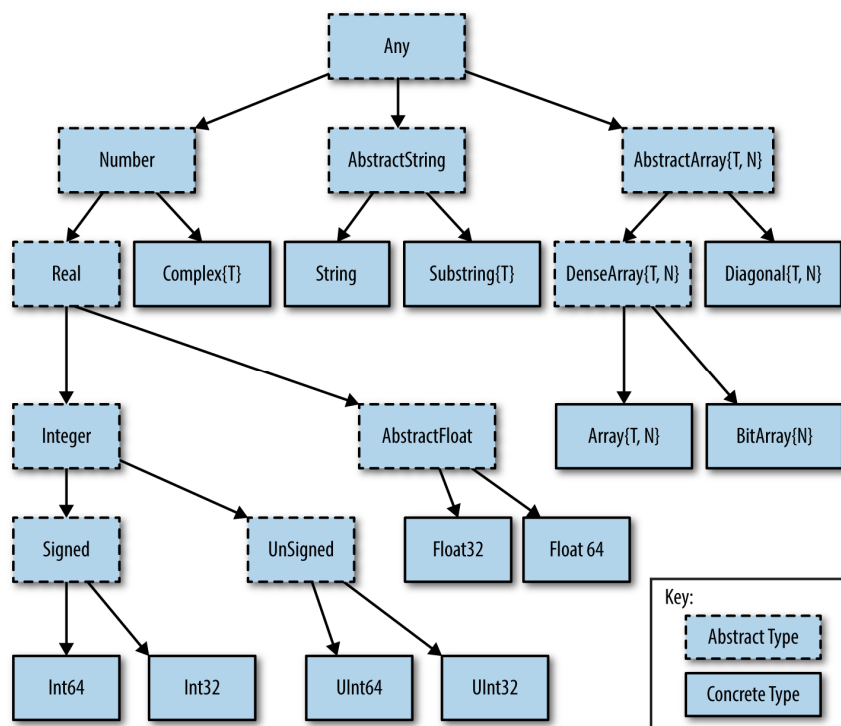 Any
Number
AbstractString
AbstractArray{T, N}
Real
Complex{T}
String
Substring{T}
DenseArray{T, N}
Diagonal{T, N}
Integer
AbstractFloat
Array{T, N}
BitArray{N}
Signed
UnSigned
Float32
Float 64
Key:
Abstract Type
Int64
Int32
UInt64
UInt32
Concrete Type